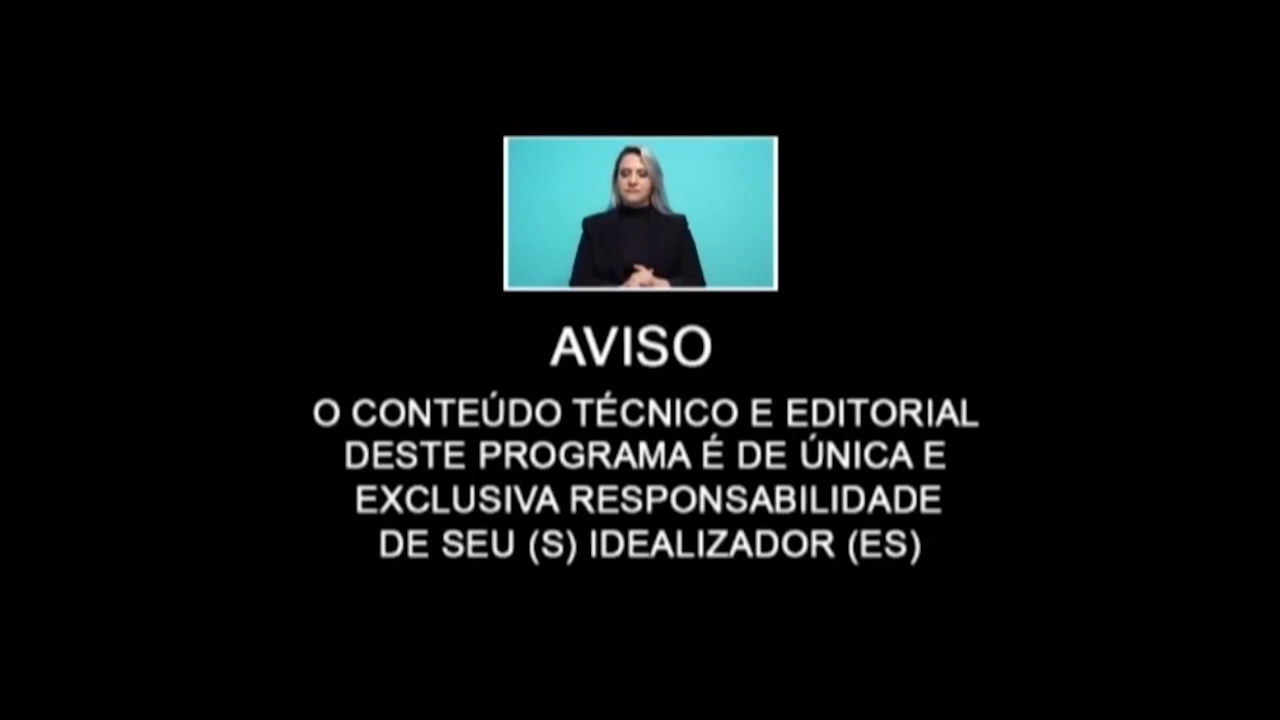 AVISO
O CONTEÚDO TÉCNICO E EDITORIAL
DESTE PROGRAMA É DE ÚNICA E
EXCLUSIVA RESPONSABILIDADE
DE SEU (S) IDEALIZADOR (ES)